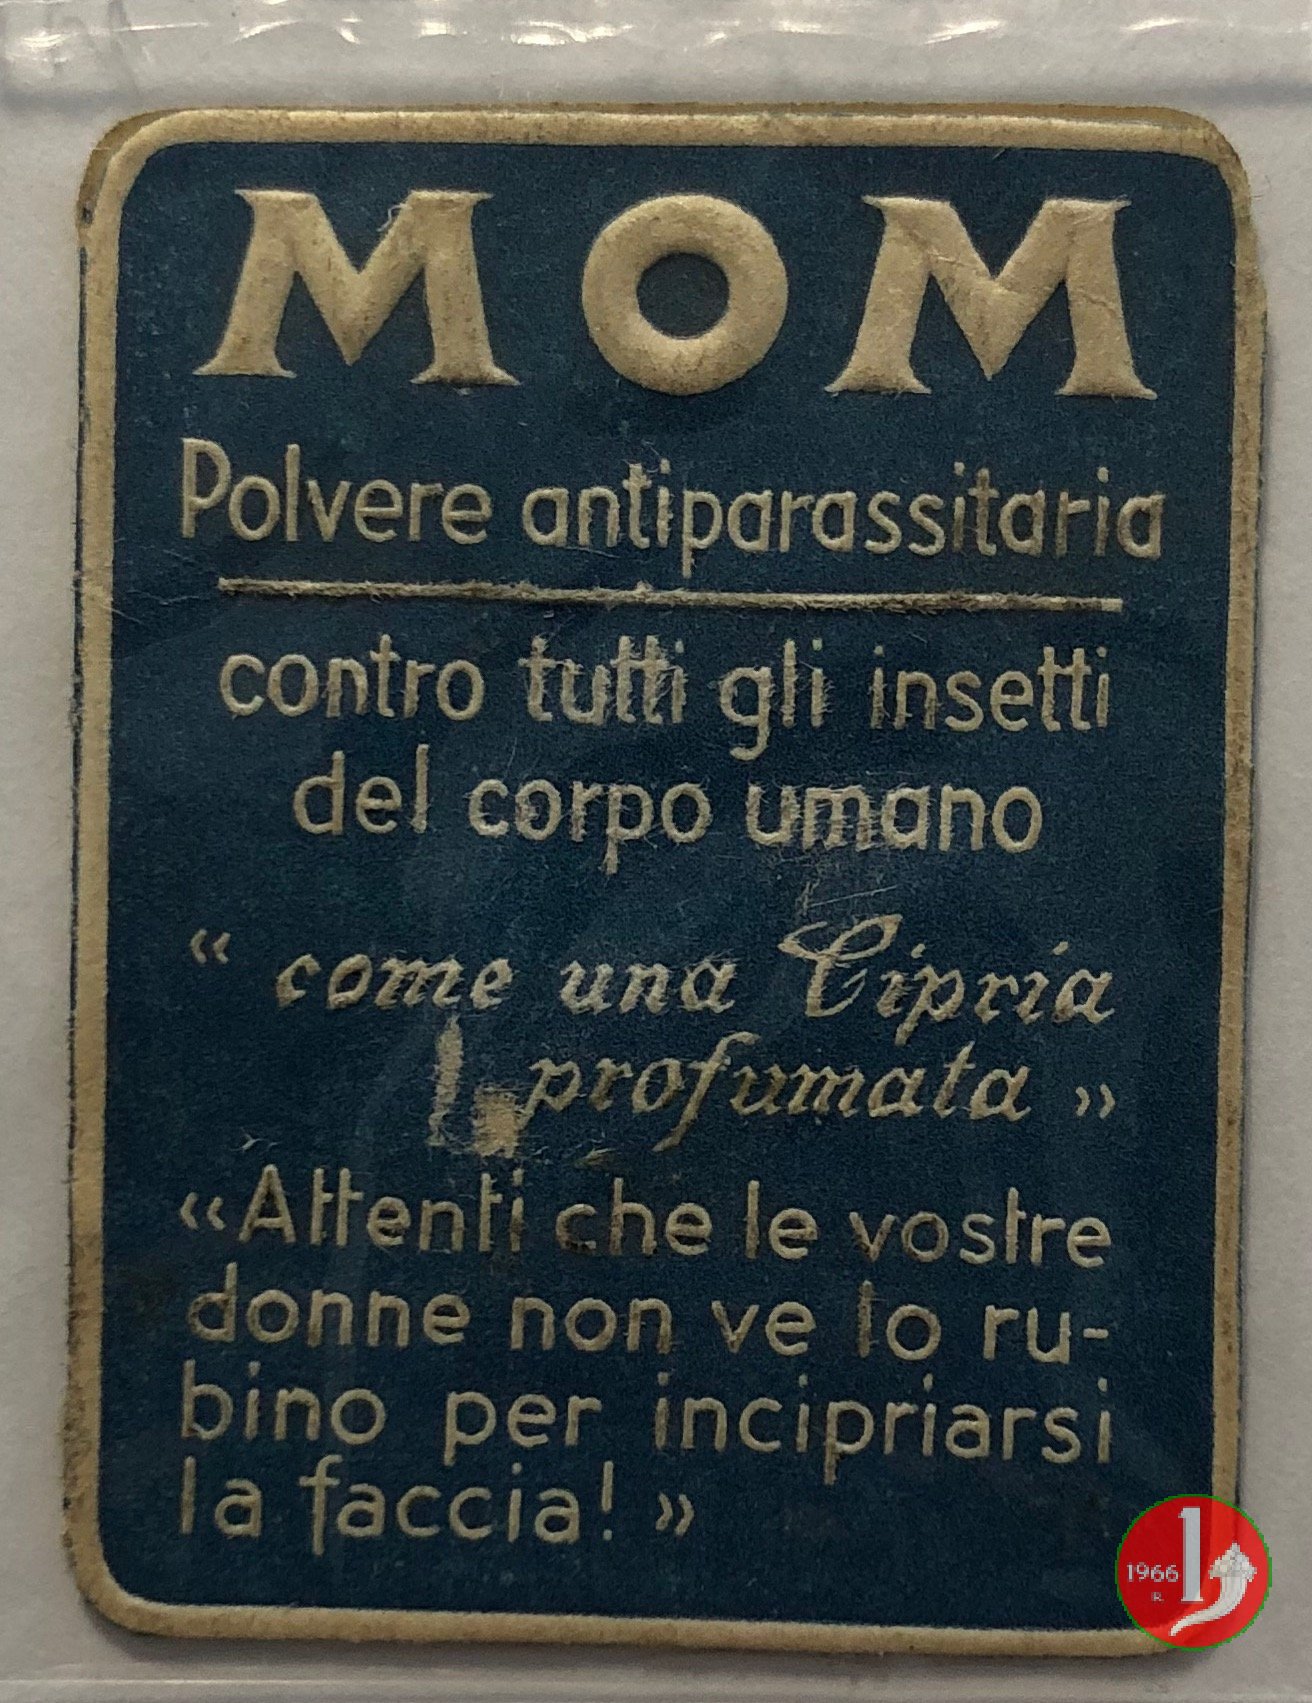 MOM
Polvere antiparassitaria
contro tutti gli insetti
del corpo umano
« come una Cipria
profumata »
«Attenti che le vostre
donne non ve lo ru-
bino per incipriarsi
la faccia! »
1966
R.
1